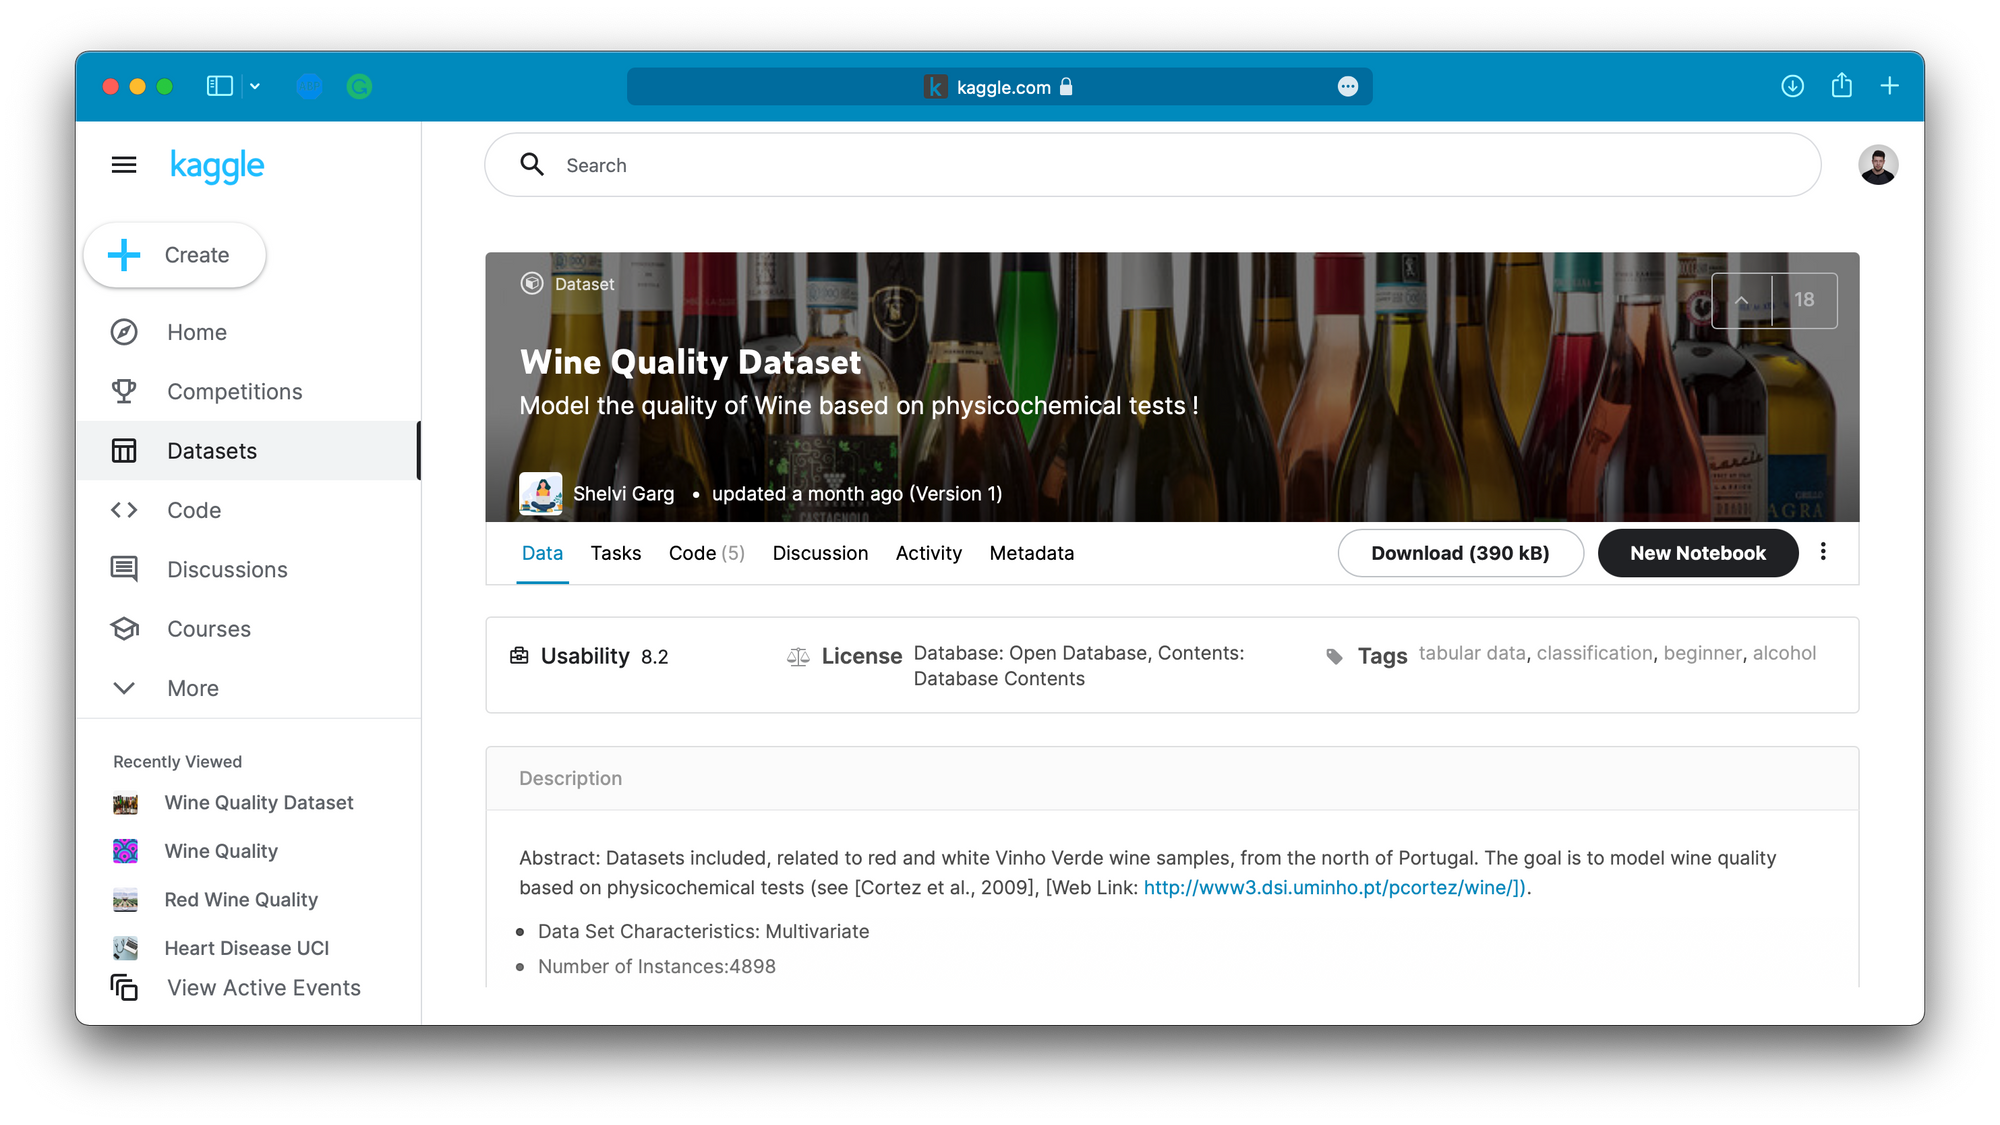 kaggle.com
kaggle
Search
Create
Home
Competitions
Datasets
Code
Discussions
Courses
More
Recently Viewed
Wine Quality Dataset
Wine Quality
Red Wine Quality
Heart Disease UCI
View Active Events
Dataset
18
Wine Quality Dataset
Model the quality of Wine based on physicochemical tests !
Shelvi Garg • updated a month ago (Version 1)
CASTAGNOLO
AGRA
Data Tasks Code (5) Discussion Activity Metadata Download (390 kB) New Notebook
Usability 8.2
License Database: Open Database, Contents:
Database Contents
Tags tabular data, classification, beginner, alcohol
Description
Abstract: Datasets included, related to red and white Vinho Verde wine samples, from the north of Portugal. The goal is to model wine quality
based on physicochemical tests (see [Cortez et al., 2009], [Web Link: http://www3.dsi.uminho.pt/pcortez/wine/]).
• Data Set Characteristics: Multivariate
• Number of Instances:4898